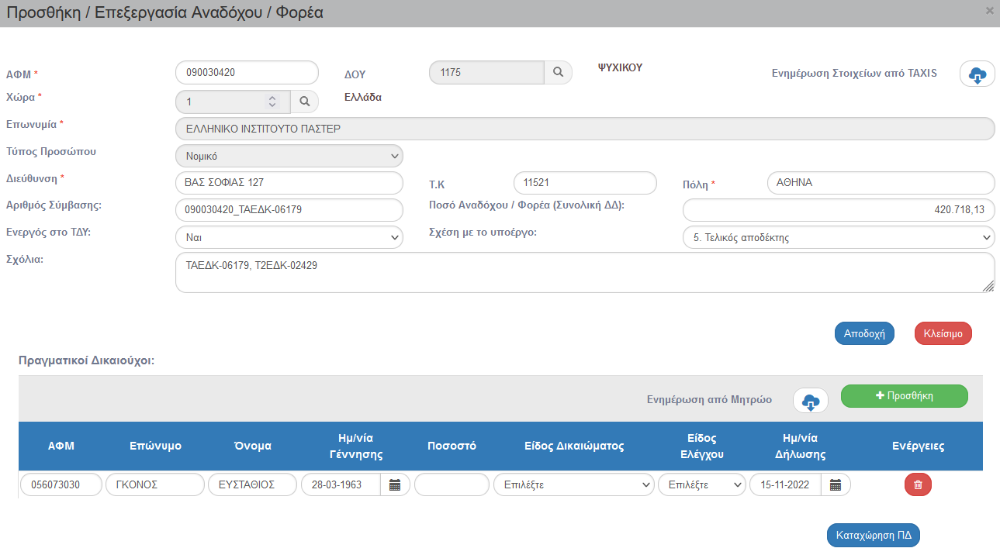 Προσθήκη / Επεξεργασία Αναδόχου / Φορέα ×
ΑΦΜ * 090030420 ΔΟΥ 1175 ΨΥΧΙΚΟΥ Ενημέρωση Στοιχείων από TAXIS
Χώρα * 1 Ελλάδα
Επωνυμία * ΕΛΛΗΝΙΚΟ ΙΝΣΤΙΤΟΥΤΟ ΠΑΣΤΕΡ
Τύπος Προσώπου Νομικό
Διεύθυνση * ΒΑΣ ΣΟΦΙΑΣ 127 Τ.Κ 11521 Πόλη * ΑΘΗΝΑ
Αριθμός Σύμβασης: 090030420_ΤΑΕΔΚ-06179 Ποσό Αναδόχου / Φορέα (Συνολική ΔΔ): 420.718,13
Ενεργός στο ΤΔΥ: Ναι Σχέση με το υποέργο: 5. Τελικός αποδέκτης
Σχόλια: ΤΑΕΔΚ-06179, Τ2ΕΔΚ-02429
Αποδοχή Κλείσιμο
Πραγματικοί Δικαιούχοι:
Ενημέρωση από Μητρώο + Προσθήκη
ΑΦΜ Επώνυμο Όνομα Ημ/νία Γέννησης Ποσοστό Είδος Δικαιώματος Είδος Ελέγχου Ημ/νία Δήλωσης Ενέργειες
056073030 ΓΚΟΝΟΣ ΕΥΣΤΑΘΙΟΣ 28-03-1963 Επιλέξτε Επιλέξτε 15-11-2022
Καταχώρηση ΠΔ